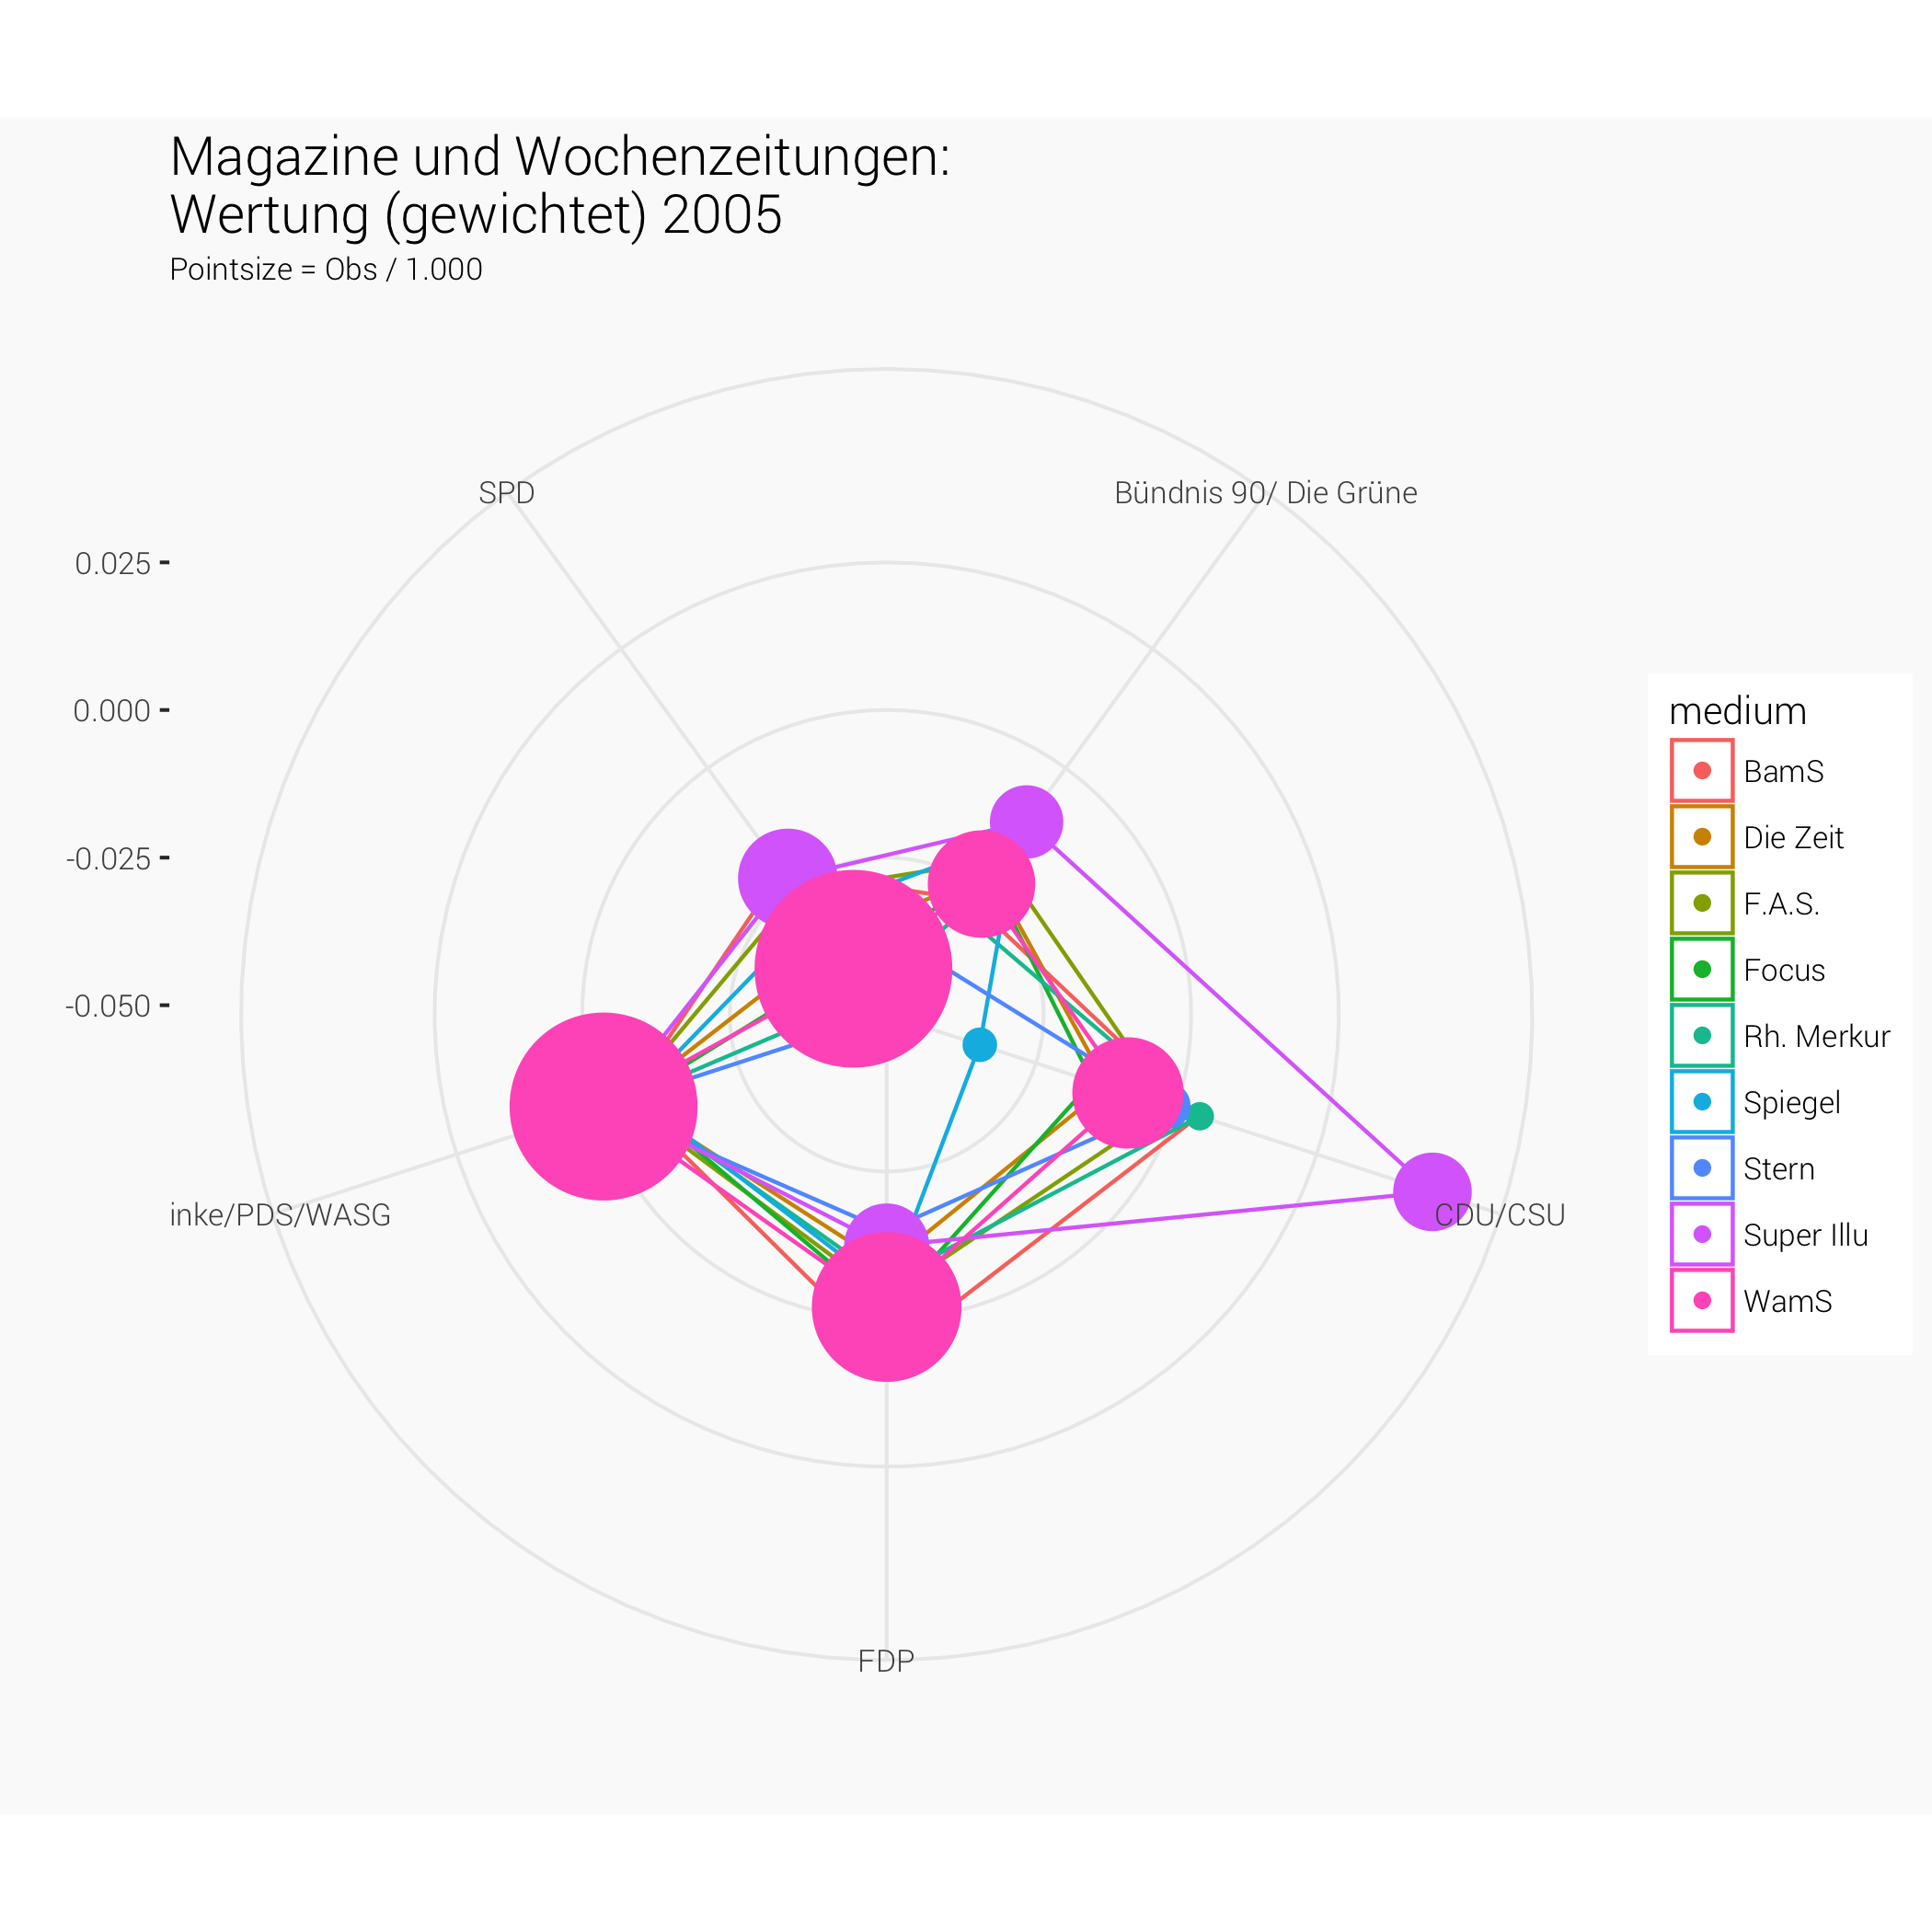 Magazine und Wochenzeitungen:
Wertung (gewichtet) 2005
Pointsize = Obs / 1.000
SPD
Bündnis 90/ Die Grüne
0.025
0.000
-0.025
-0.050
inke/PDS/WASG
CDU/CSU
FDP
medium
BamS
Die Zeit
F.A.S.
Focus
Rh. Merkur
Spiegel
Stern
Super Illu
WamS